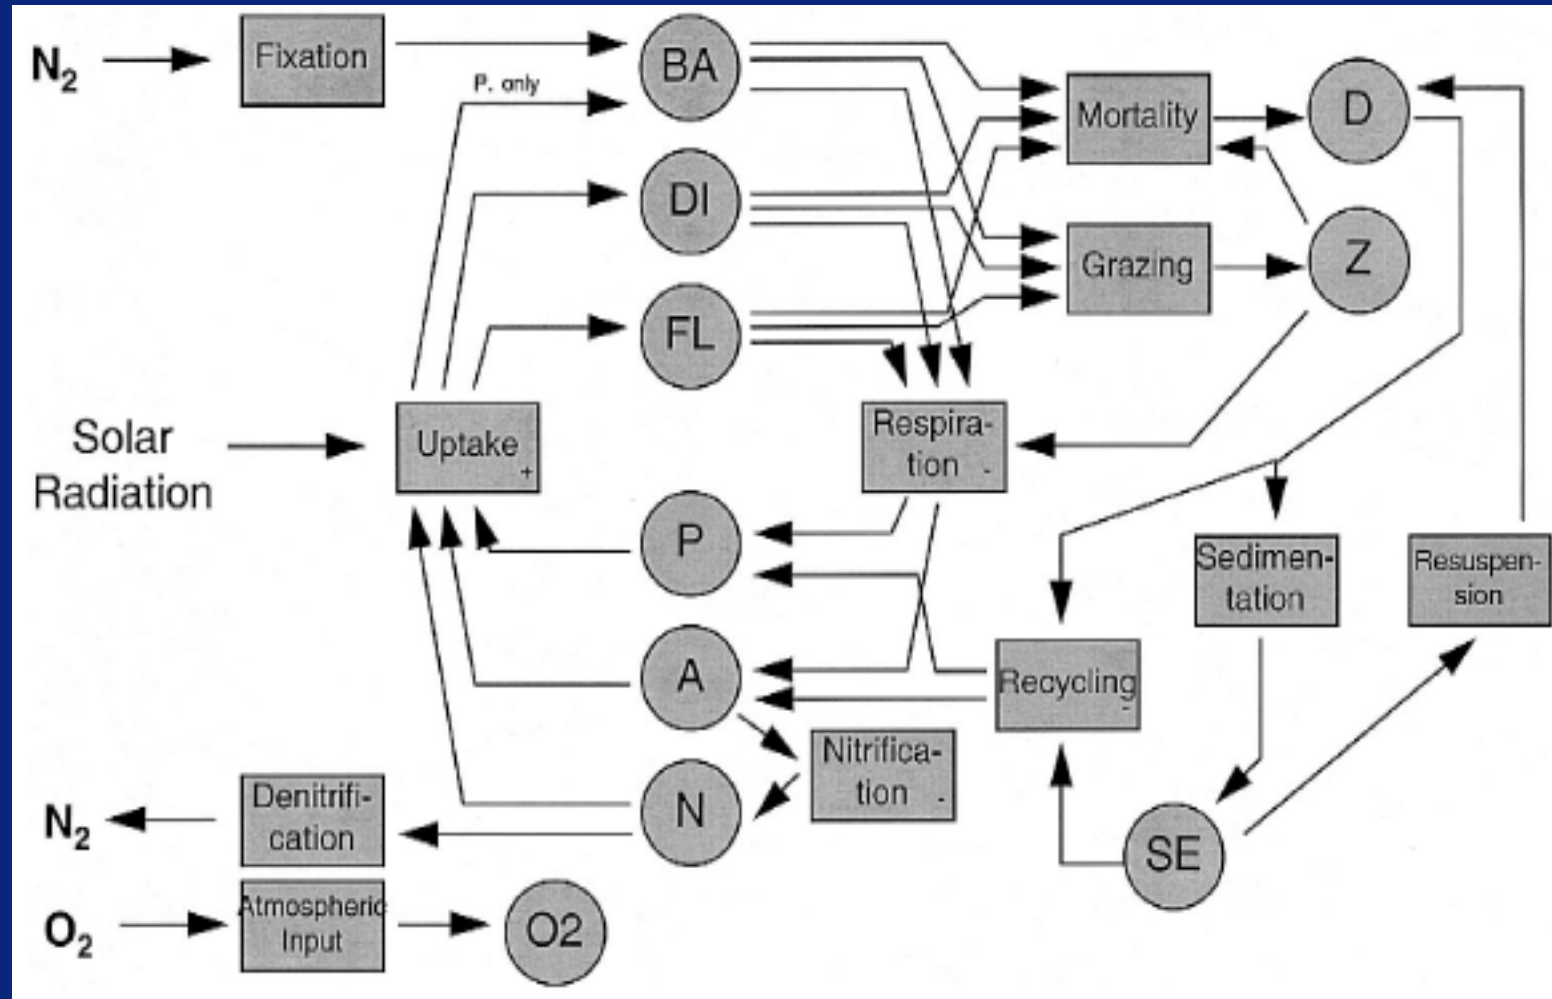 N2
Fixation
P. only
BA
Mortality
D
DI
Grazing
Z
FL
Solar
Radiation
Uptake
+
Respira-
tion -
P
Sedimen-
tation
Resuspen-
sion
A
Recycling
-
Nitrifica-
tion -
N2
Denitrifi-
cation
N
SE
O2
Atmospheric
Input
O2